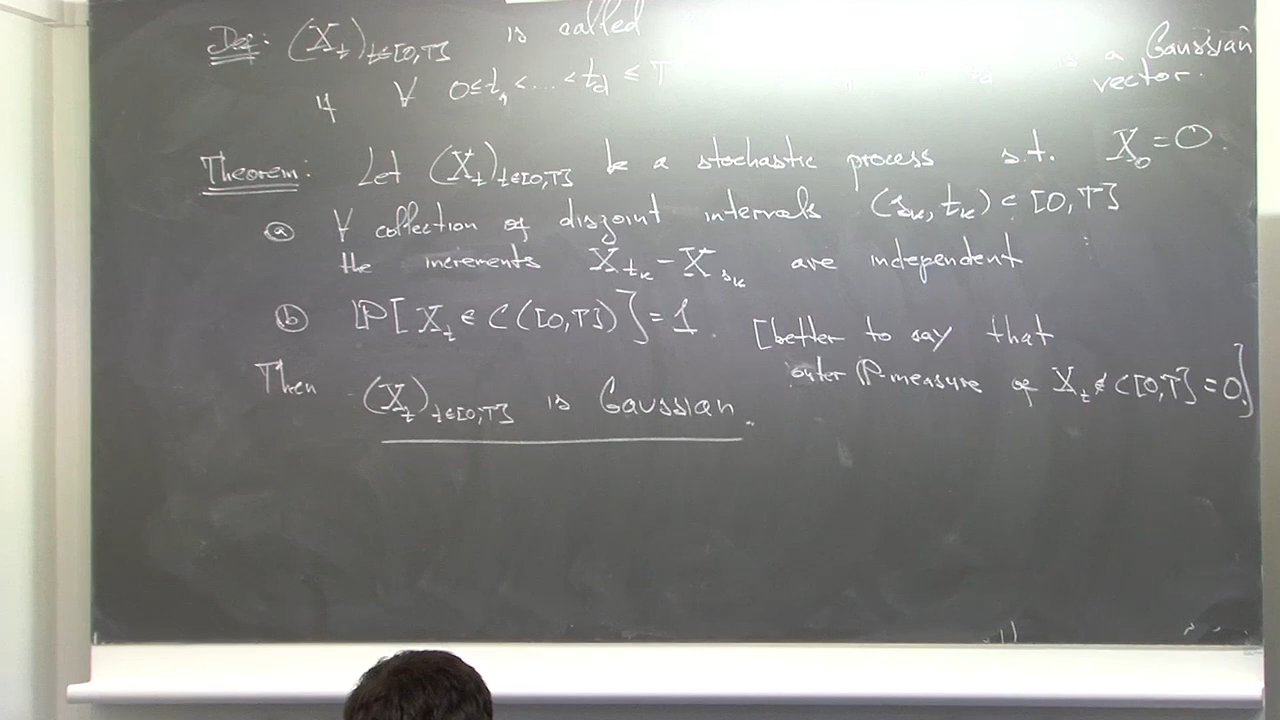 Def: (X_t)_{t∈[0,T]} is called
if ∀ 0≤t_1<...<t_d≤T is a Gaussian
vector.
Theorem: Let (X_t)_{t∈[0,T]} be a stochastic process s.t. X_0=0.
ⓐ ∀ collection of disjoint intervals (s_k, t_k) ⊂ [0,T]
the increments X_{t_k} - X_{s_k} are independent
ⓑ P[X_t ∈ C([0,T])]=1. [better to say that
outer P-measure of X_t ∉ C[0,T] = 0.]
Then (X_t)_{t∈[0,T]} is Gaussian.